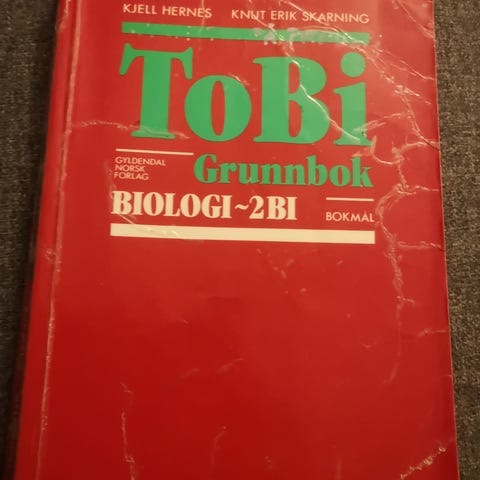 KJELL HERNES KNUT ERIK SKARNING
ToBi
Grunnbok
GYLDENDAL
NORSK
FORLAG
BIOLOGI~2BI
BOKMÅL